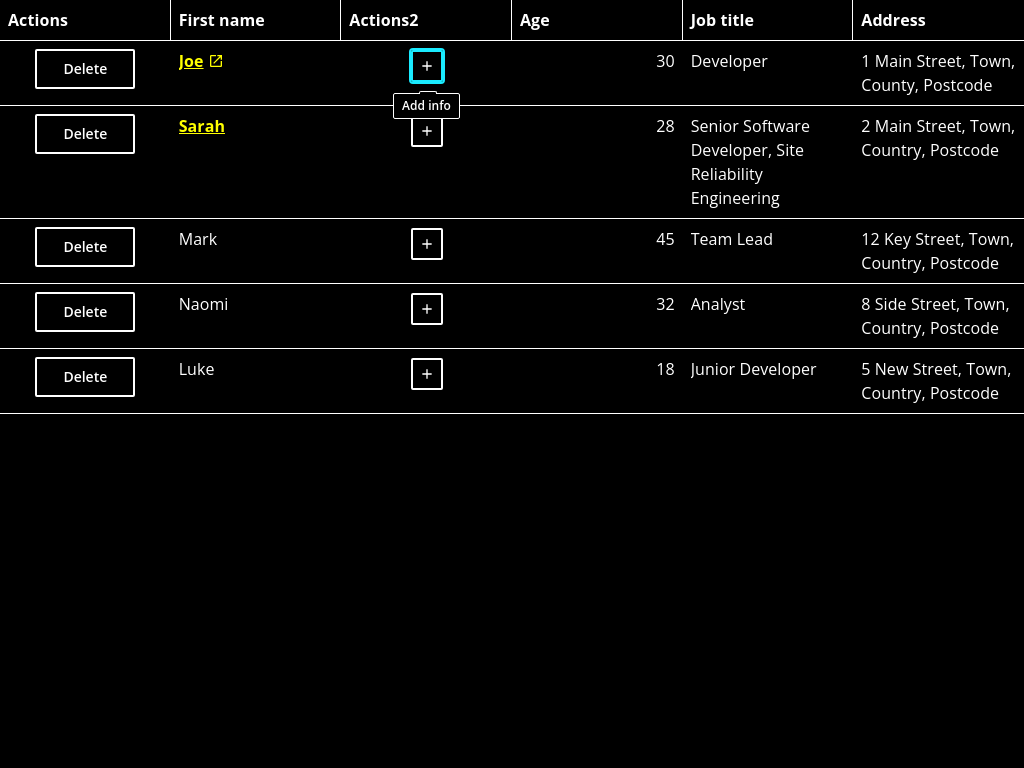 Actions First name Actions2 Age Job title Address
Delete Joe + 30 Developer 1 Main Street, Town,
County, Postcode
Add info
Delete Sarah + 28 Senior Software 2 Main Street, Town,
Developer, Site Country, Postcode
Reliability
Engineering
Delete Mark + 45 Team Lead 12 Key Street, Town,
Country, Postcode
Delete Naomi + 32 Analyst 8 Side Street, Town,
Country, Postcode
Delete Luke + 18 Junior Developer 5 New Street, Town,
Country, Postcode